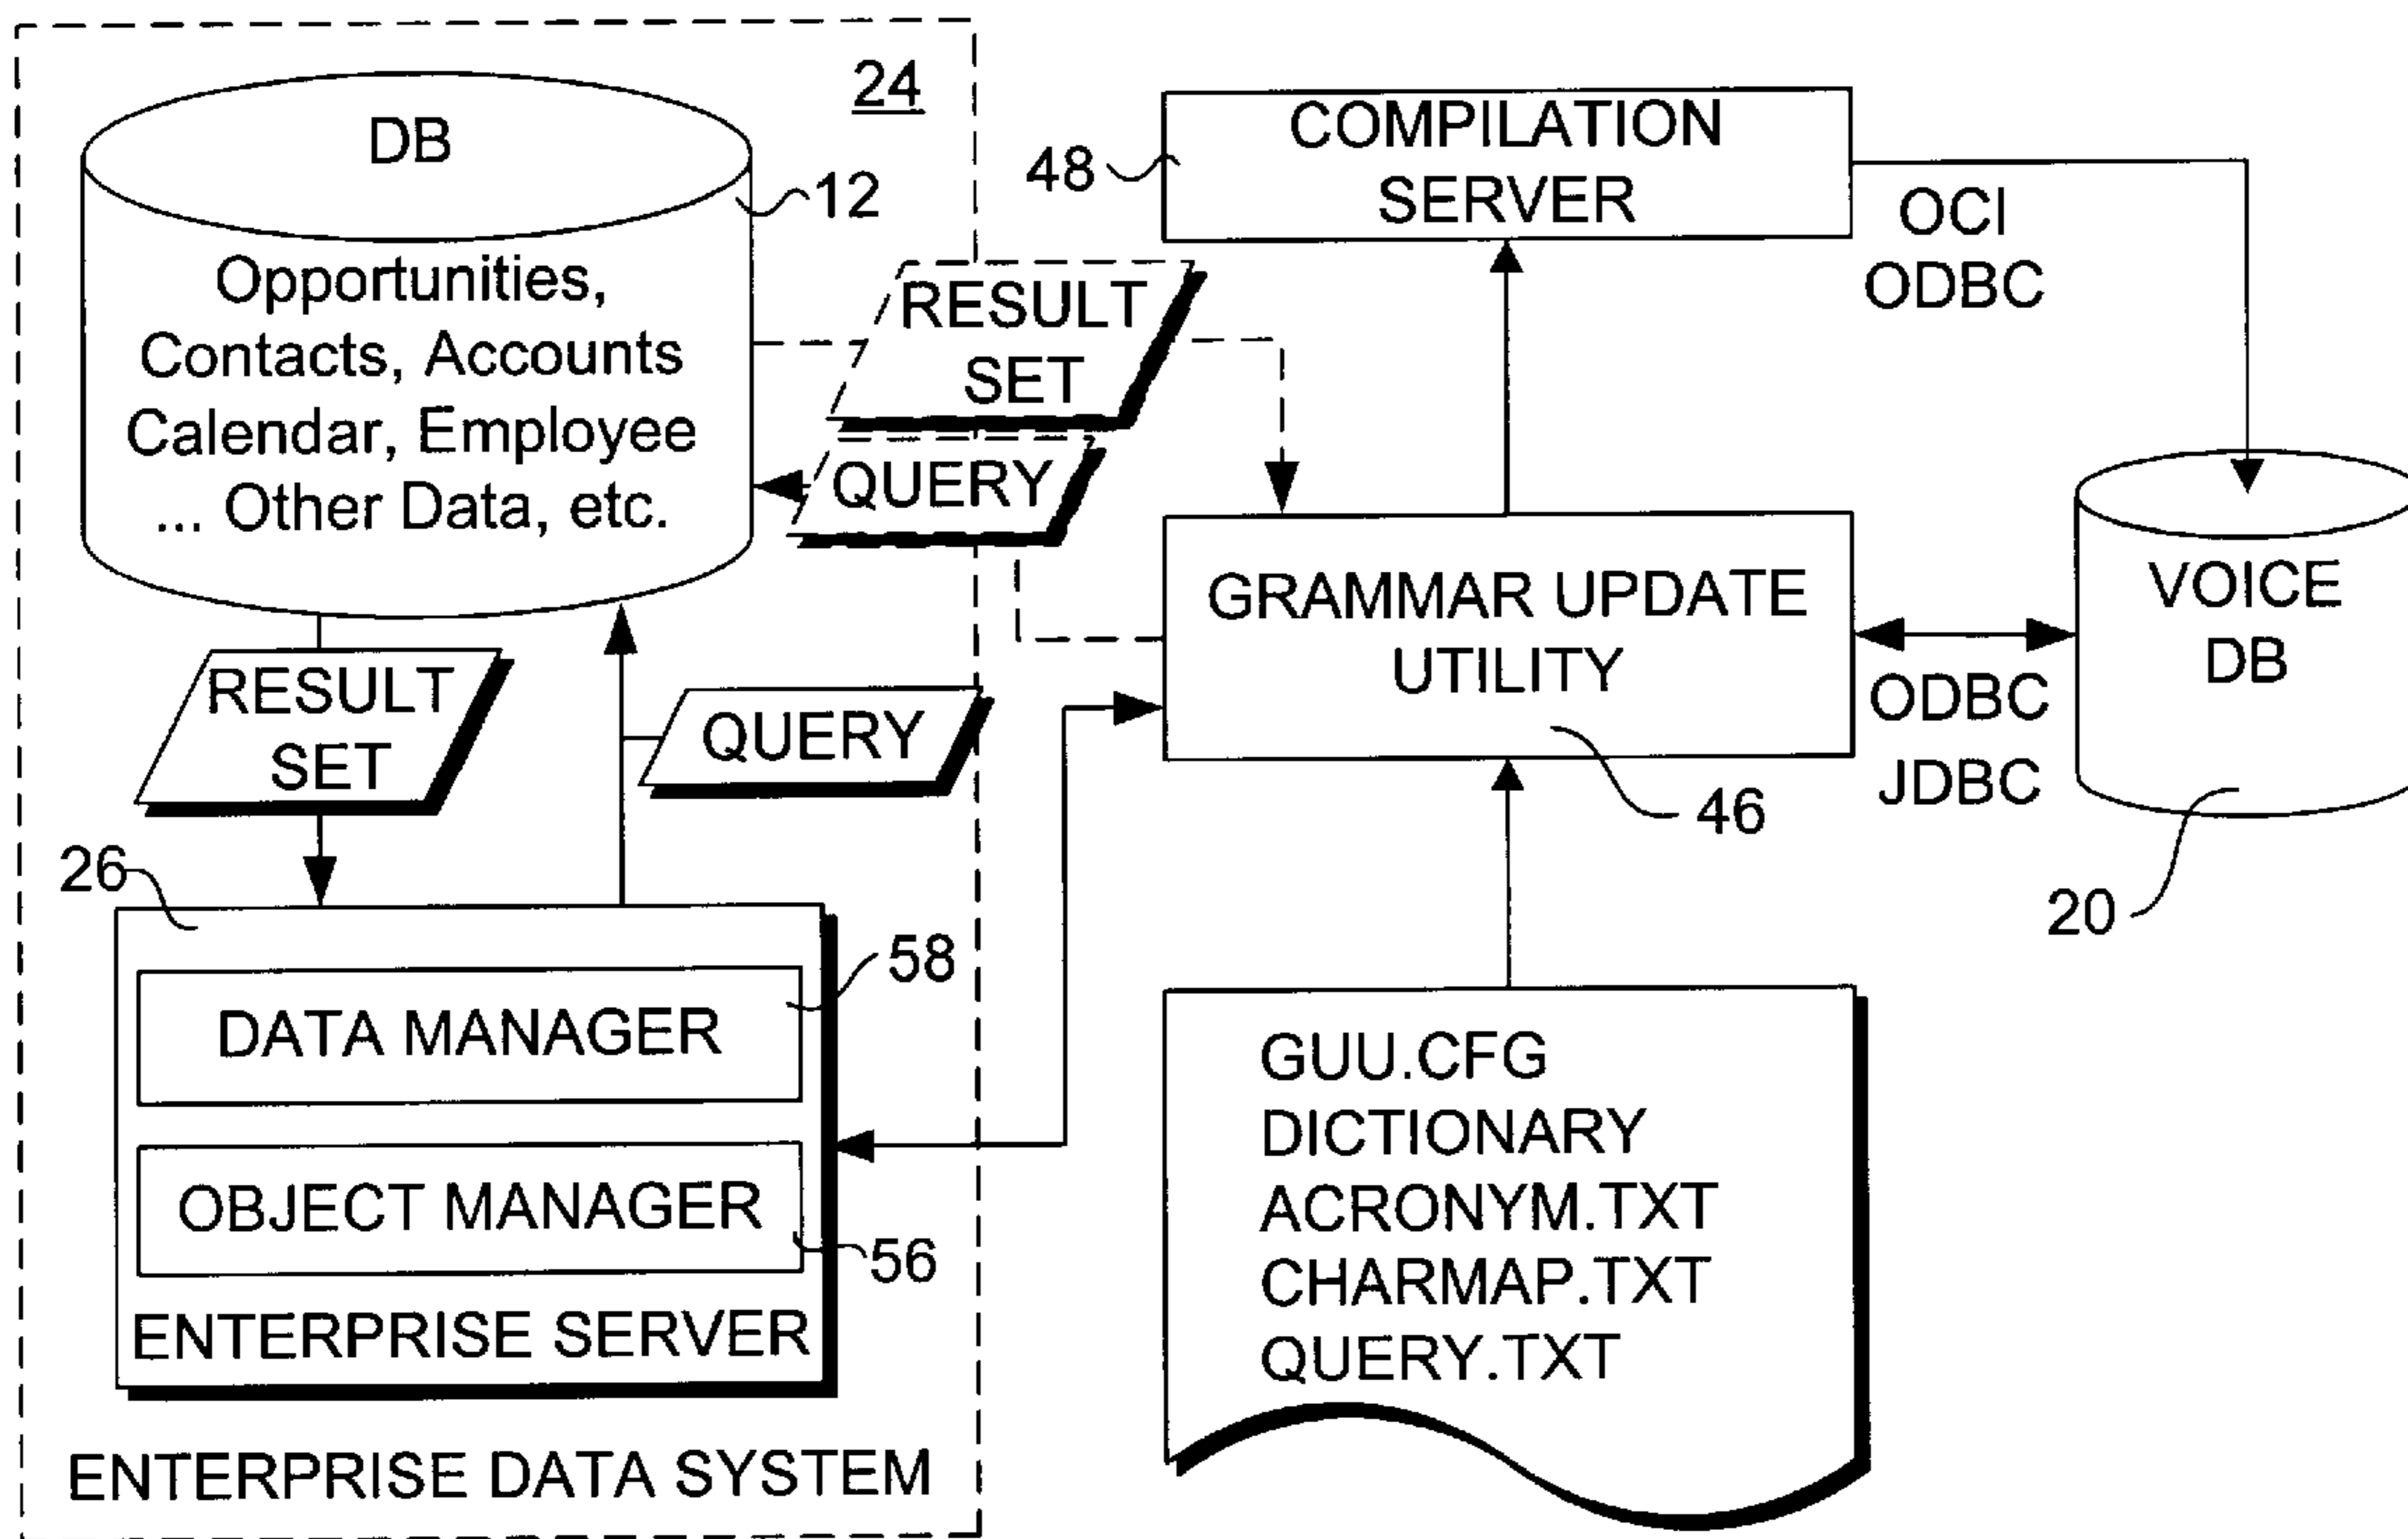 24
DB
12
Opportunities,
Contacts, Accounts
Calendar, Employee
... Other Data, etc.
RESULT
SET
QUERY
RESULT
SET
QUERY
26
58
DATA MANAGER
OBJECT MANAGER
56
ENTERPRISE SERVER
ENTERPRISE DATA SYSTEM
48
COMPILATION
SERVER
OCI
ODBC
GRAMMAR UPDATE
UTILITY
46
ODBC
JDBC
VOICE
DB
20
GUU.CFG
DICTIONARY
ACRONYM.TXT
CHARMAP.TXT
QUERY.TXT